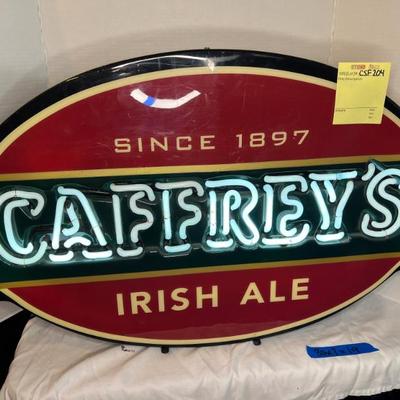 CSF 204
SINCE 1897
CAFFREY'S
IRISH ALE